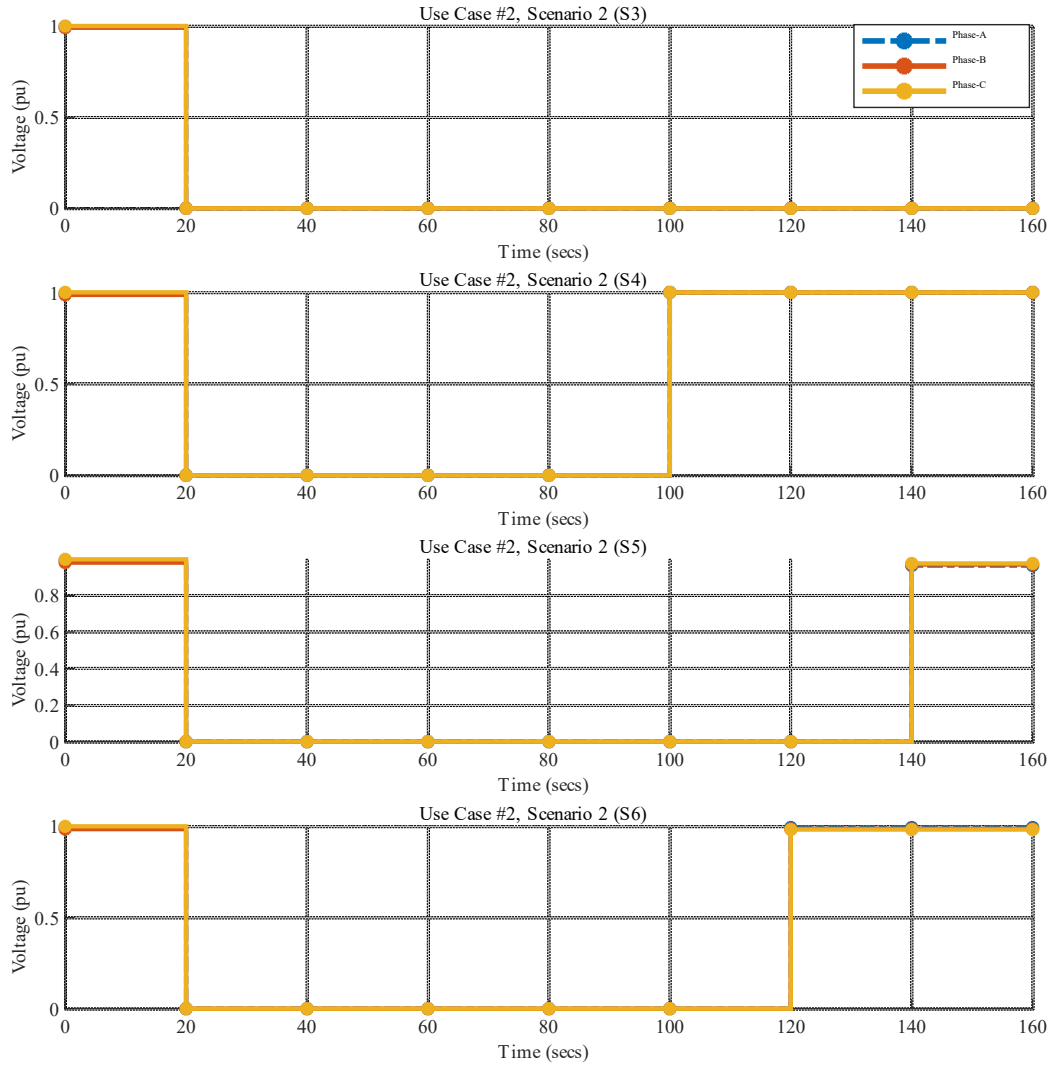 Use Case #2, Scenario 2 (S3)
Phase-A
Phase-B
Phase-C
Voltage (pu)
1
0.5
0
0 20 40 60 80 100 120 140 160
Time (secs)
Use Case #2, Scenario 2 (S4)
Voltage (pu)
1
0.5
0
0 20 40 60 80 100 120 140 160
Time (secs)
Use Case #2, Scenario 2 (S5)
Voltage (pu)
0.8
0.6
0.4
0.2
0
0 20 40 60 80 100 120 140 160
Time (secs)
Use Case #2, Scenario 2 (S6)
Voltage (pu)
1
0.5
0
0 20 40 60 80 100 120 140 160
Time (secs)